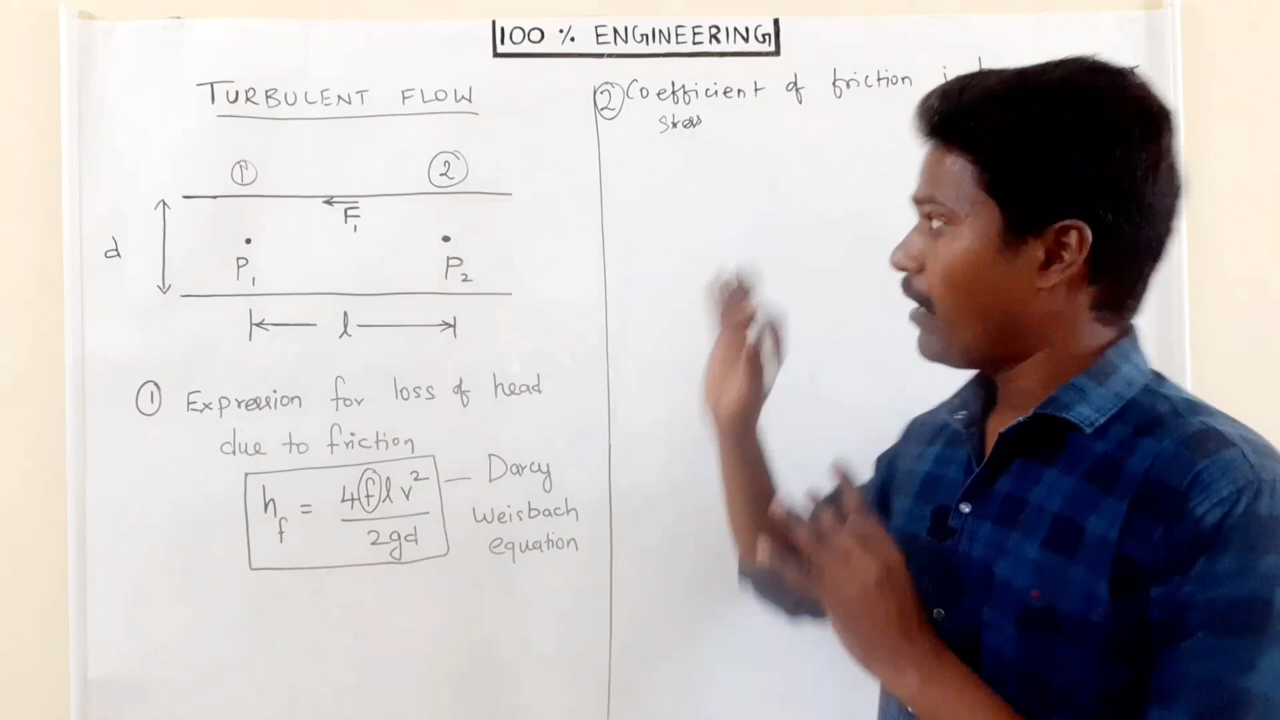 100 % ENGINEERING
TURBULENT FLOW
1 2
F1
d
P1 P2
l
1 Expression for loss of head
due to friction
hf = 4flv² / 2gd — Darcy
Weisbach
equation
2 Coefficient of friction
stress